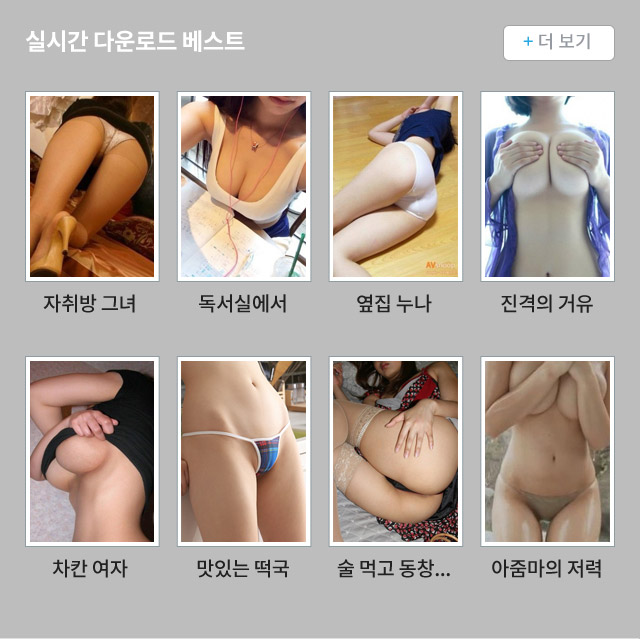 실시간 다운로드 베스트
+ 더 보기
자취방 그녀
독서실에서
옆집 누나
진격의 거유
차칸 여자
맛있는 떡국
술 먹고 동창...
아줌마의 저력